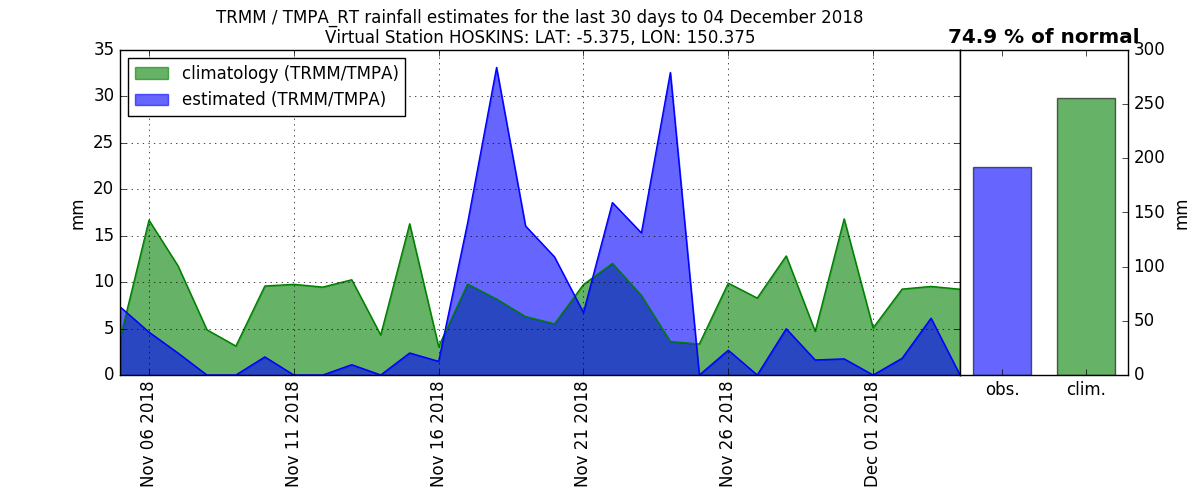 TRMM / TMPA_RT rainfall estimates for the last 30 days to 04 December 2018
Virtual Station HOSKINS: LAT: -5.375, LON: 150.375
74.9 % of normal
climatology (TRMM/TMPA)
estimated (TRMM/TMPA)
35
30
25
20
15
10
5
0
mm
Nov 06 2018
Nov 11 2018
Nov 16 2018
Nov 21 2018
Nov 26 2018
Dec 01 2018
300
250
200
150
100
50
0
mm
obs.
clim.